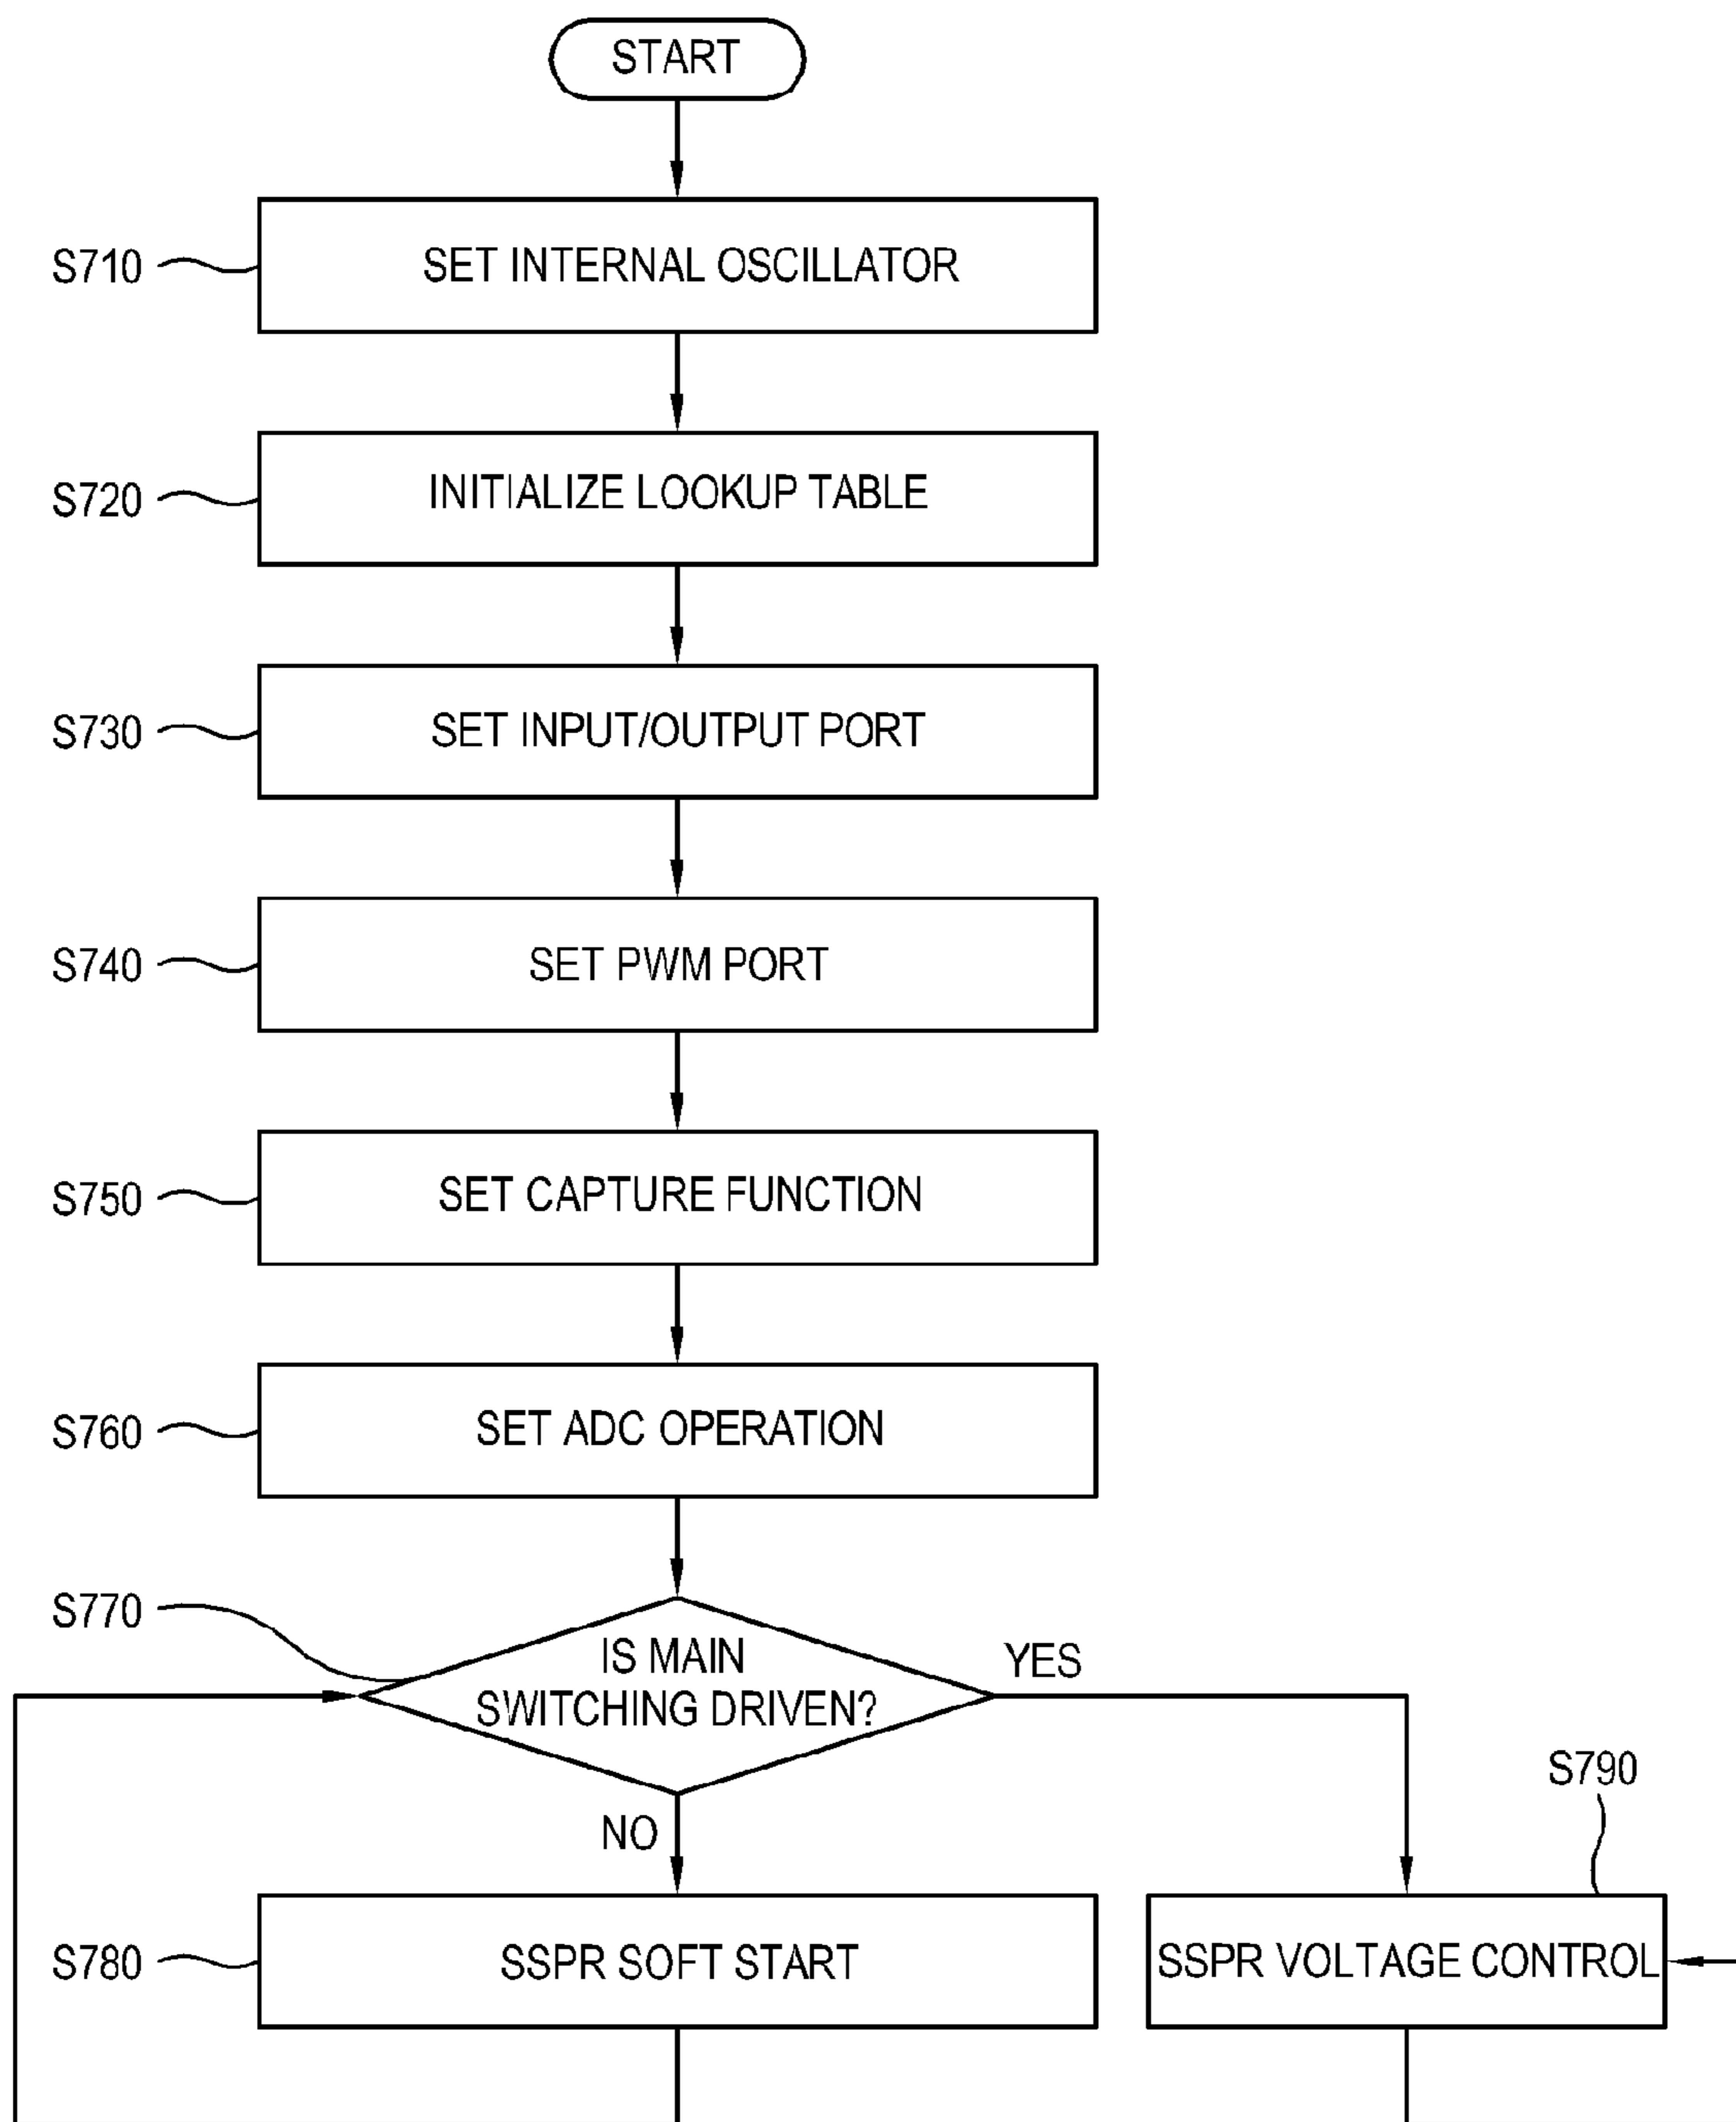 START
S710
SET INTERNAL OSCILLATOR
S720
INITIALIZE LOOKUP TABLE
S730
SET INPUT/OUTPUT PORT
S740
SET PWM PORT
S750
SET CAPTURE FUNCTION
S760
SET ADC OPERATION
S770
IS MAIN
SWITCHING DRIVEN?
YES
NO
S780
SSPR SOFT START
S790
SSPR VOLTAGE CONTROL